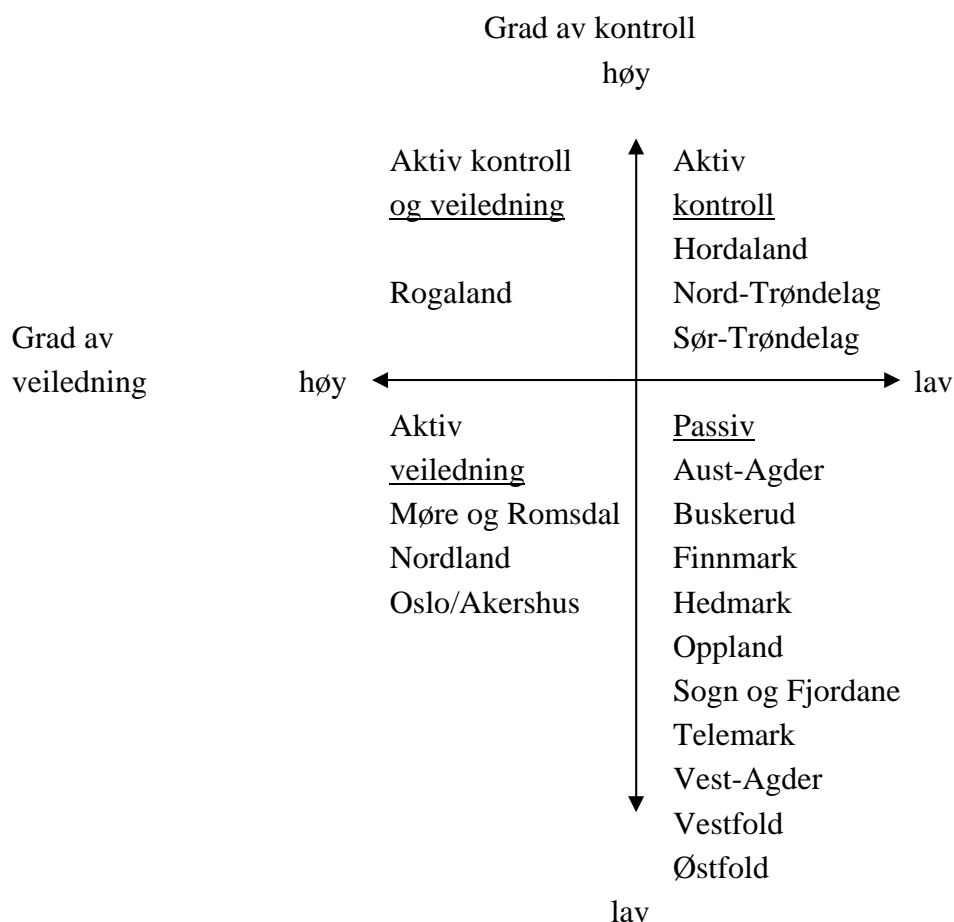 Grad av kontroll
høy
Aktiv kontroll
og veiledning
Rogaland
Aktiv
kontroll
Hordaland
Nord-Trøndelag
Sør-Trøndelag
Grad av
veiledning
høy
lav
Aktiv
veiledning
Møre og Romsdal
Nordland
Oslo/Akershus
Passiv
Aust-Agder
Buskerud
Finnmark
Hedmark
Oppland
Sogn og Fjordane
Telemark
Vest-Agder
Vestfold
Østfold
lav